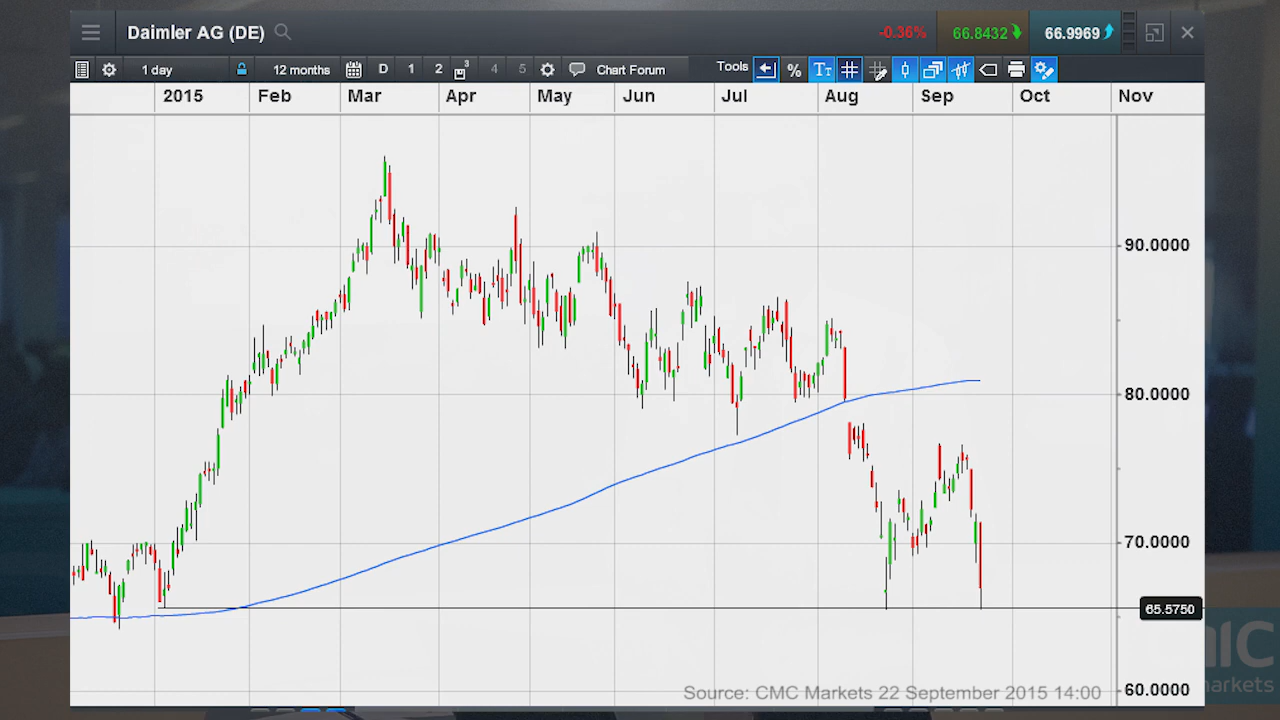 Daimler AG (DE) -0.36% 66.8432 66.9969
1 day 12 months D 1 2 3 4 5 Chart Forum Tools % TT
2015 Feb Mar Apr May Jun Jul Aug Sep Oct Nov
90.0000
80.0000
70.0000
65.5750
60.0000
Source: CMC Markets 22 September 2015 14:00
markets